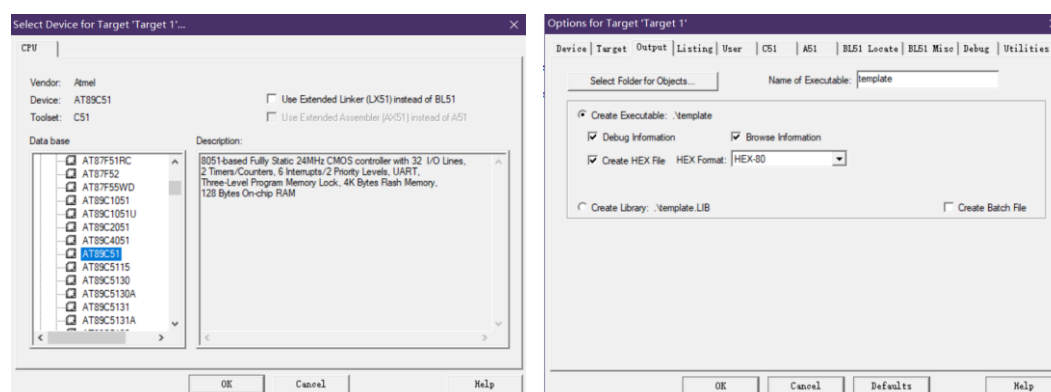 Select Device for Target 'Target 1'...
CPU
Vendor: Atmel
Device: AT89C51
Toolset: C51
Use Extended Linker (LX51) instead of BL51
Use Extended Assembler (AX51) instead of A51
Data base
AT87F51RC
AT87F52
AT87F55WD
AT89C1051
AT89C1051U
AT89C2051
AT89C4051
AT89C51
AT89C5115
AT89C5130
AT89C5130A
AT89C5131
AT89C5131A
Description:
8051-based Fullly Static 24MHz CMOS controller with 32 I/O Lines,
2 Timers/Counters, 6 Interrupts/2 Priority Levels, UART,
Three-Level Program Memory Lock, 4K Bytes Flash Memory,
128 Bytes On-chip RAM
OK Cancel Help
Options for Target 'Target 1'
Device Target Output Listing User C51 A51 BL51 Locate BL51 Misc Debug Utilities
Select Folder for Objects... Name of Executable: template
Create Executable: .\template
Debug Information Browse Information
Create HEX File HEX Format: HEX-80
Create Library: .\template.LIB Create Batch File
OK Cancel Defaults Help